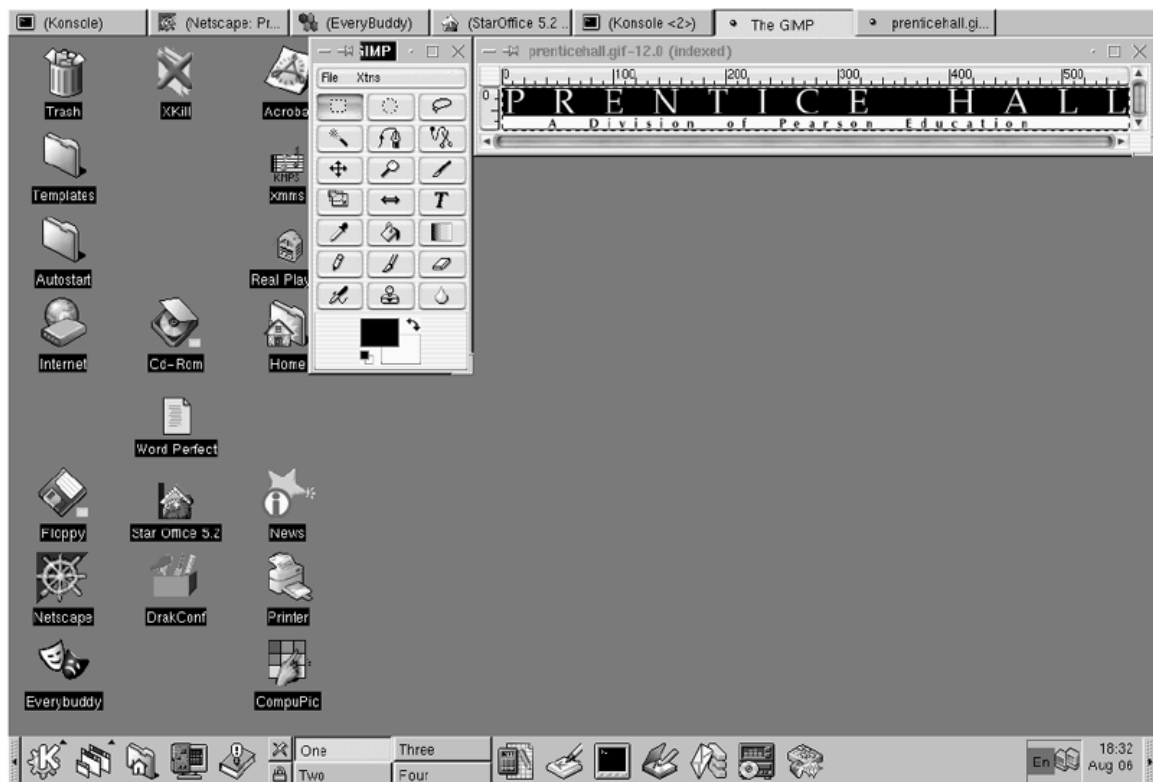 (Konsole) (Netscape: Pr... (EveryBuddy) (StarOffice 5.2 .. (Konsole <2>) The GIMP prenticehall.gi...
GIMP
prenticehall.gif-12.0 (indexed)
File Xtns
0 100 200 300 400 500
0
PRENTICE HALL
A Division of Pearson Education
T
Trash XKill Acroba
Templates
KMPS
xmms
Autostart Real Play
Internet Cd-Rom Home
Word Perfect
Floppy Star Office 5.2 News
Netscape DrakConf Printer
Everybuddy CompuPic
K
One Three
Two Four
En
18:32
Aug 06